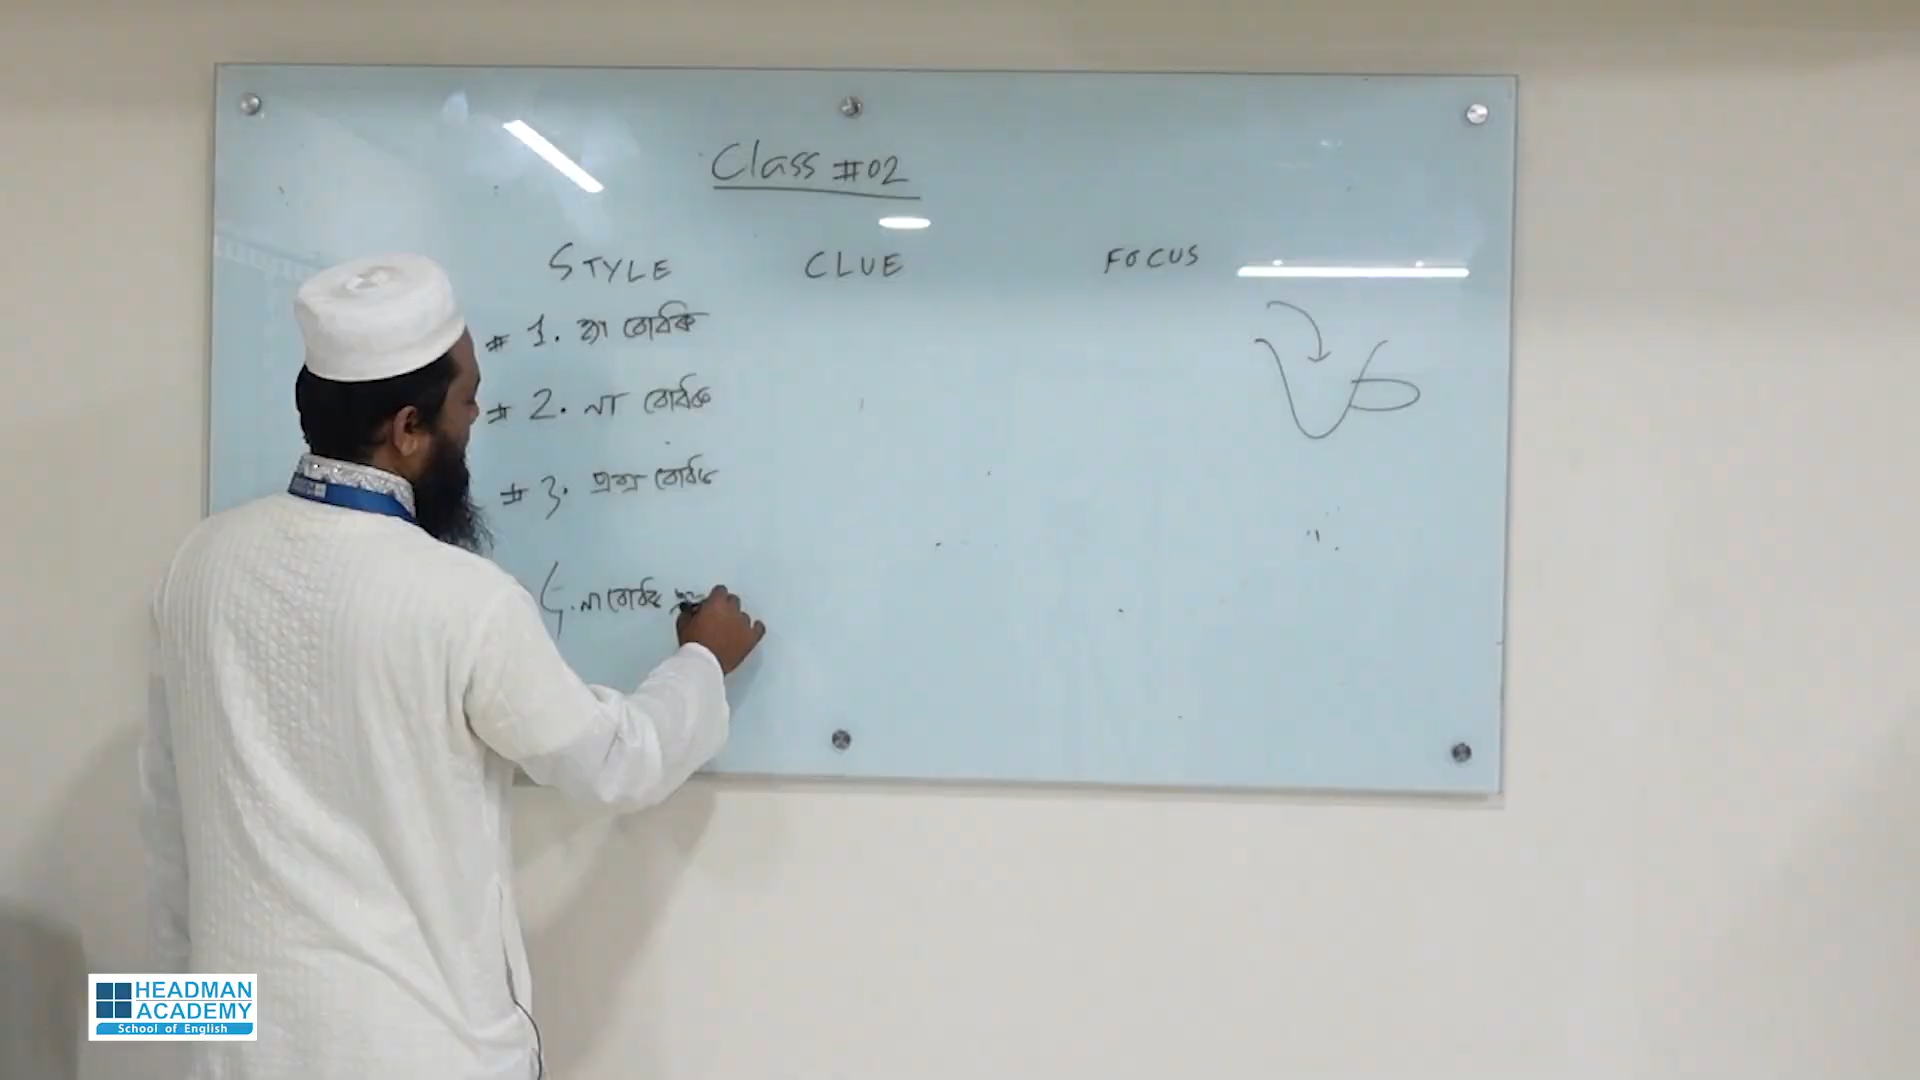 Class #02
STYLE CLUE FOCUS
# 1. হ্যা বোধক
# 2. না বোধক
# 3. প্রশ্ন বোধক
4. না বোধক
HEADMAN
ACADEMY
School of English